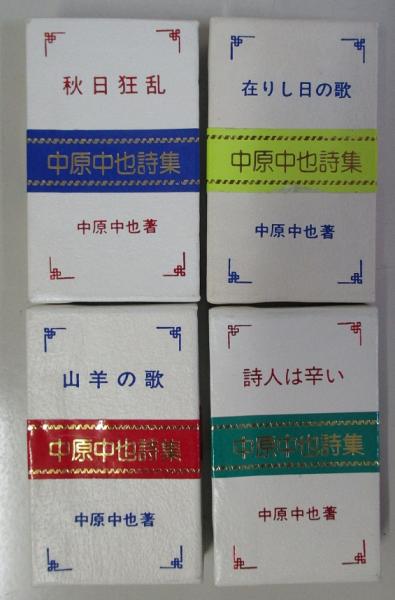 秋日狂乱
中原中也詩集
中原中也著
在りし日の歌
中原中也詩集
中原中也著
山羊の歌
中原中也詩集
中原中也著
詩人は辛い
中原中也詩集
中原中也著